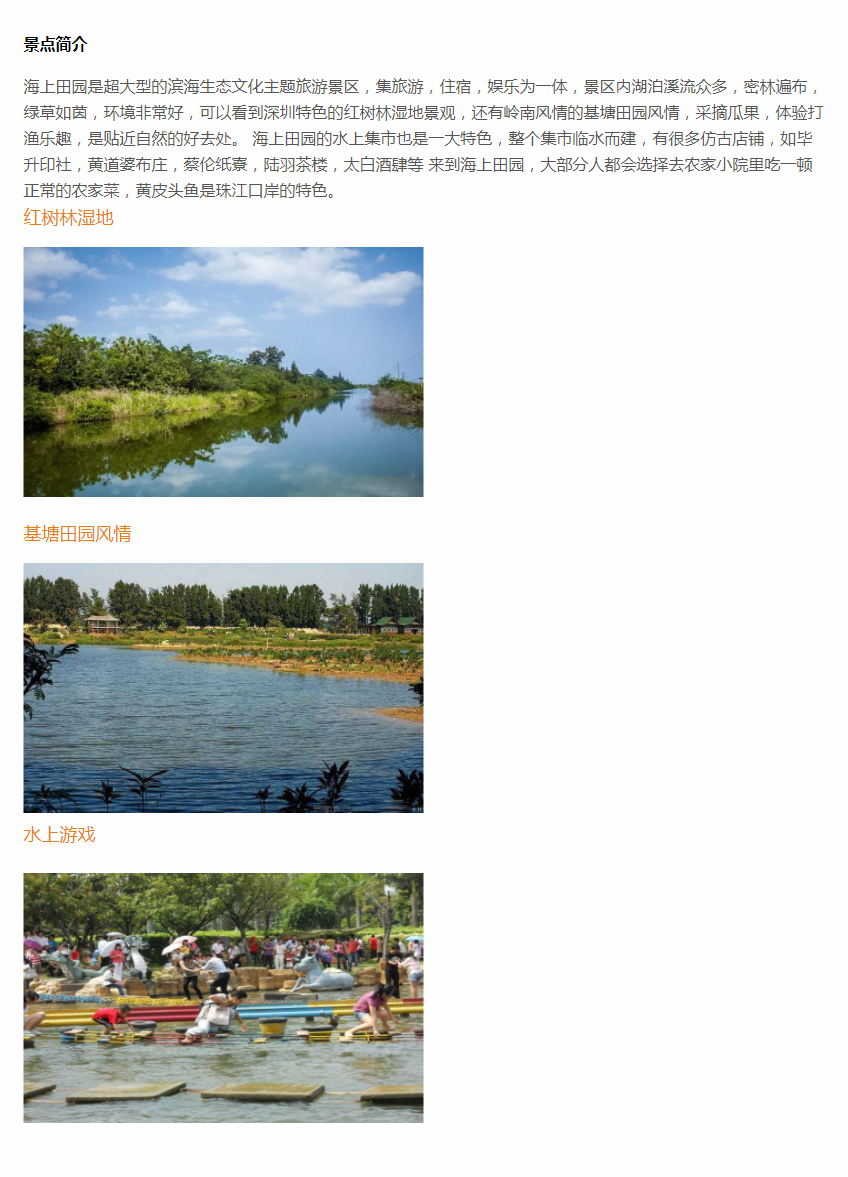 景点简介
海上田园是超大型的滨海生态文化主题旅游景区，集旅游，住宿，娱乐为一体，景区内湖泊溪流众多，密林遍布，
绿草如茵，环境非常好，可以看到深圳特色的红树林湿地景观，还有岭南风情的基塘田园风情，采摘瓜果，体验打
渔乐趣，是贴近自然的好去处。 海上田园的水上集市也是一大特色，整个集市临水而建，有很多仿古店铺，如毕
升印社，黄道婆布庄，蔡伦纸寮，陆羽茶楼，太白酒肆等 来到海上田园，大部分人都会选择去农家小院里吃一顿
正常的农家菜，黄皮头鱼是珠江口岸的特色。
红树林湿地
基塘田园风情
水上游戏